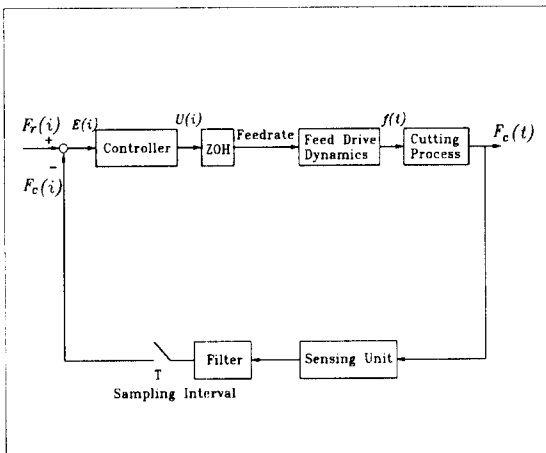 F_r(i)
+
E(i)
Controller
U(i)
ZOH
Feedrate
Feed Drive
Dynamics
f(t)
Cutting
Process
F_c(t)
−
F_c(i)
T
Sampling Interval
Filter
Sensing Unit